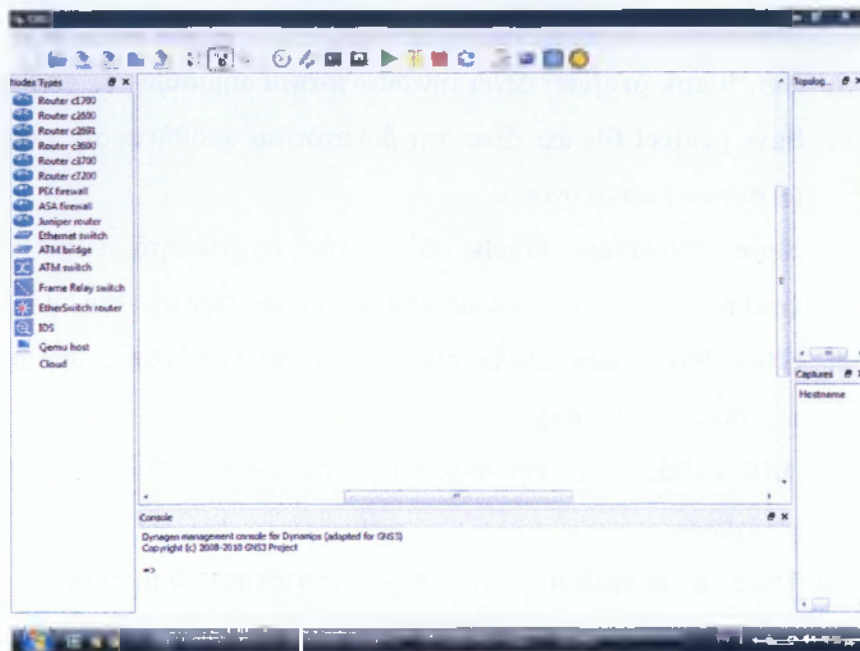 Nodes Types
Router c1700
Router c2600
Router c2691
Router c3600
Router c3700
Router c7200
PIX firewall
ASA firewall
Juniper router
Ethernet switch
ATM bridge
ATM switch
Frame Relay switch
EtherSwitch router
IDS
Qemu host
Cloud
Console
Dynagen management console for Dynamips (adapted for GNS3)
Copyright (c) 2008-2010 GNS3 Project
=>
Topolog
Captures
Hostname